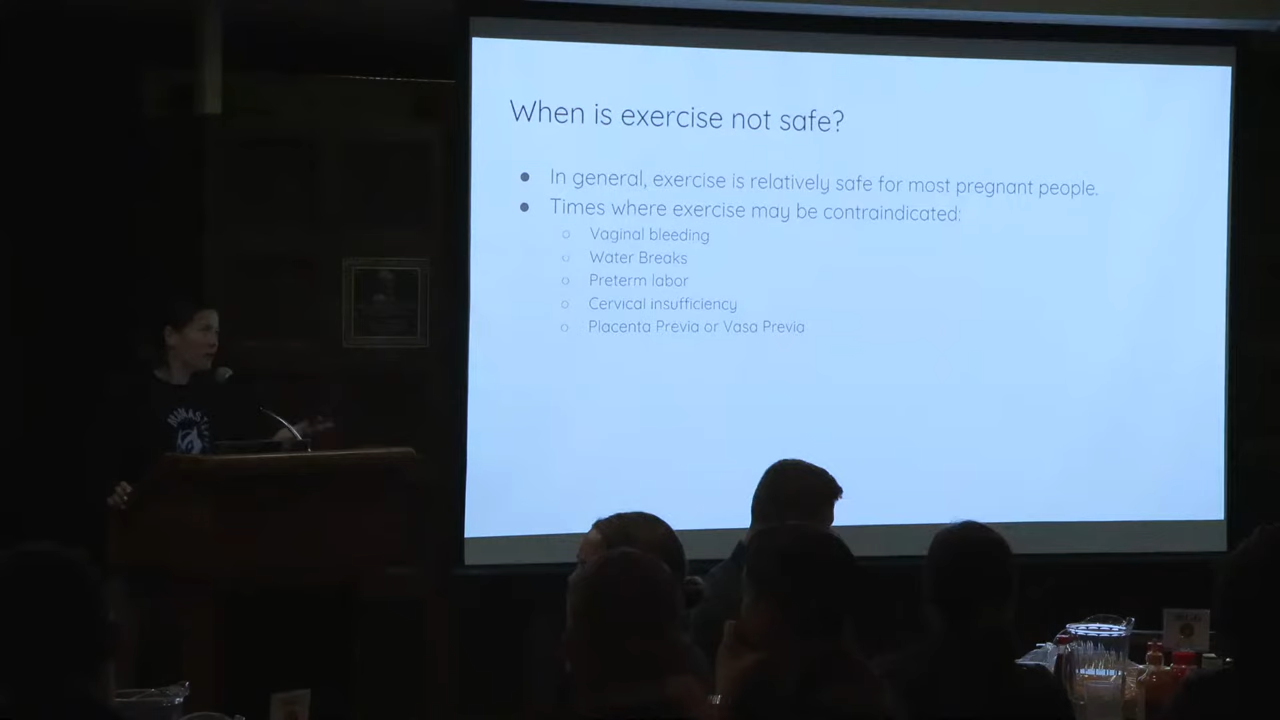 When is exercise not safe?
● In general, exercise is relatively safe for most pregnant people.
● Times where exercise may be contraindicated:
○ Vaginal bleeding
○ Water Breaks
○ Preterm labor
○ Cervical insufficiency
○ Placenta Previa or Vasa Previa